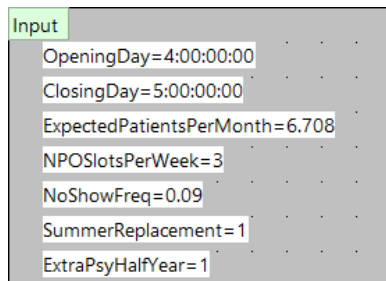 Input
OpeningDay=4:00:00:00
ClosingDay=5:00:00:00
ExpectedPatientsPerMonth=6.708
NPOSlotsPerWeek=3
NoShowFreq=0.09
SummerReplacement=1
ExtraPsyHalfYear=1